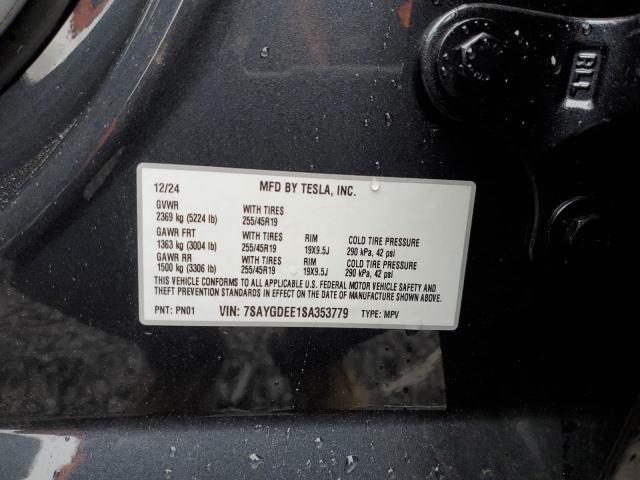 RL1
12/24 MFD BY TESLA, INC.
GVWR WITH TIRES
2369 kg (5224 lb) 255/45R19
GAWR FRT WITH TIRES RIM COLD TIRE PRESSURE
1363 kg (3004 lb) 255/45R19 19X9.5J 290 kPa, 42 psi
GAWR RR WITH TIRES RIM COLD TIRE PRESSURE
1500 kg (3306 lb) 255/45R19 19X9.5J 290 kPa, 42 psi
THIS VEHICLE CONFORMS TO ALL APPLICABLE U.S. FEDERAL MOTOR VEHICLE SAFETY AND
THEFT PREVENTION STANDARDS IN EFFECT ON THE DATE OF MANUFACTURE SHOWN ABOVE.
PNT: PN01 VIN: 7SAYGDEE1SA353779 TYPE: MPV